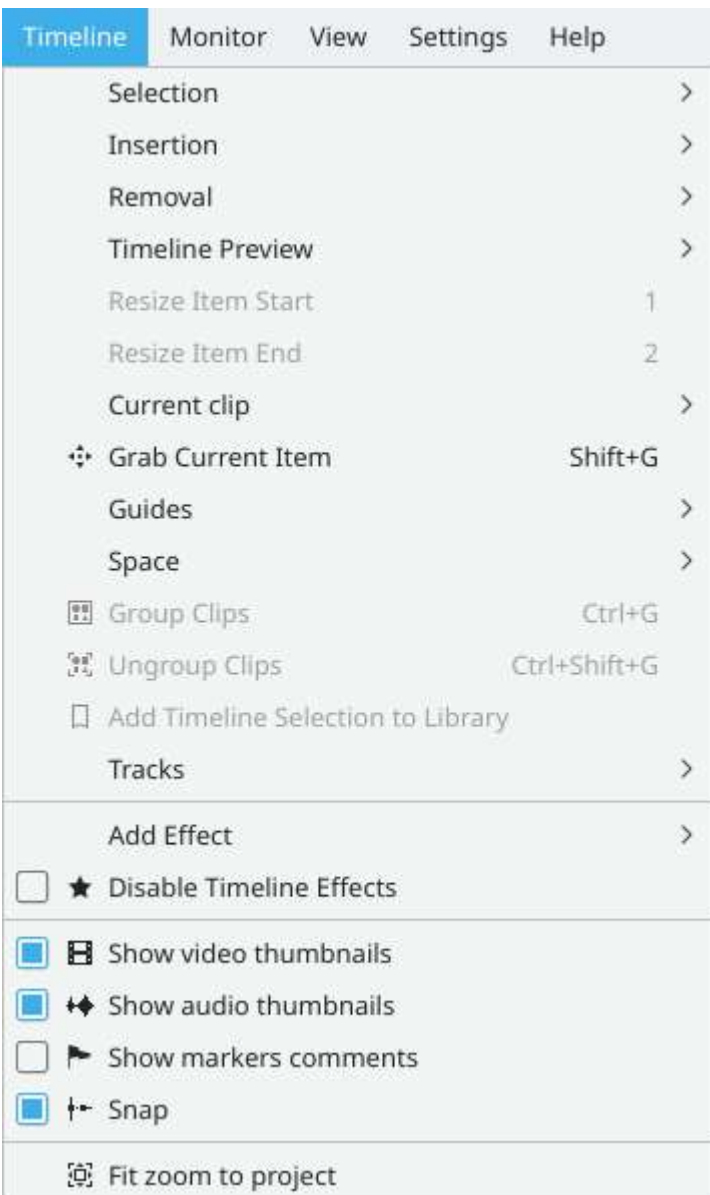 Timeline Monitor View Settings Help
Selection
Insertion
Removal
Timeline Preview
Resize Item Start 1
Resize Item End 2
Current clip
Grab Current Item Shift+G
Guides
Space
Group Clips Ctrl+G
Ungroup Clips Ctrl+Shift+G
Add Timeline Selection to Library
Tracks
Add Effect
Disable Timeline Effects
Show video thumbnails
Show audio thumbnails
Show markers comments
Snap
Fit zoom to project